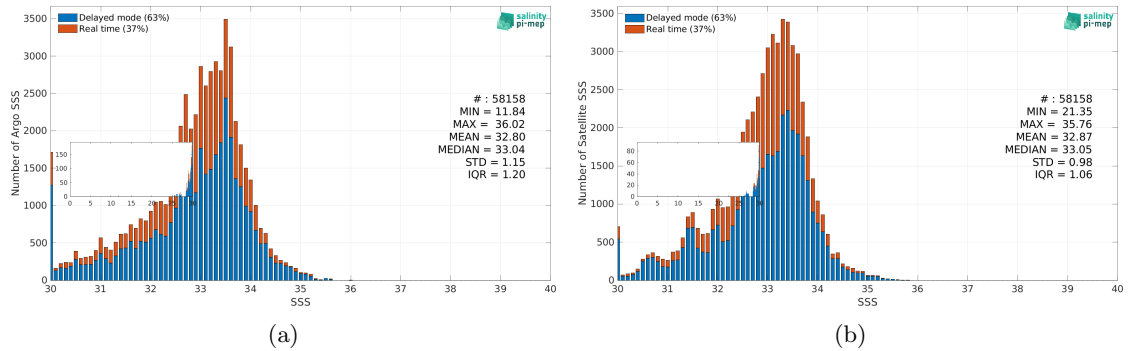 Delayed mode (63%)
Real time (37%)
salinity
pi-mep
Number of Argo SSS
3500
3000
2500
2000
1500
1000
500
0
# : 58158
MIN = 11.84
MAX = 36.02
MEAN = 32.80
MEDIAN = 33.04
STD = 1.15
IQR = 1.20
150
100
50
0
0 5 10 15 20 25 30
30 31 32 33 34 35 36 37 38 39 40
SSS
(a)
Delayed mode (63%)
Real time (37%)
salinity
pi-mep
Number of Satellite SSS
3500
3000
2500
2000
1500
1000
500
0
# : 58158
MIN = 21.35
MAX = 35.76
MEAN = 32.87
MEDIAN = 33.05
STD = 0.98
IQR = 1.06
80
60
40
20
0
0 5 10 15 20
30 31 32 33 34 35 36 37 38 39 40
SSS
(b)